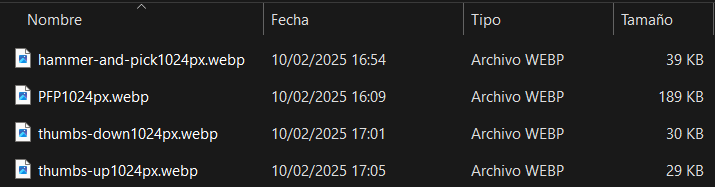 Nombre Fecha Tipo Tamaño
hammer-and-pick1024px.webp 10/02/2025 16:54 Archivo WEBP 39 KB
PFP1024px.webp 10/02/2025 16:09 Archivo WEBP 189 KB
thumbs-down1024px.webp 10/02/2025 17:01 Archivo WEBP 30 KB
thumbs-up1024px.webp 10/02/2025 17:05 Archivo WEBP 29 KB